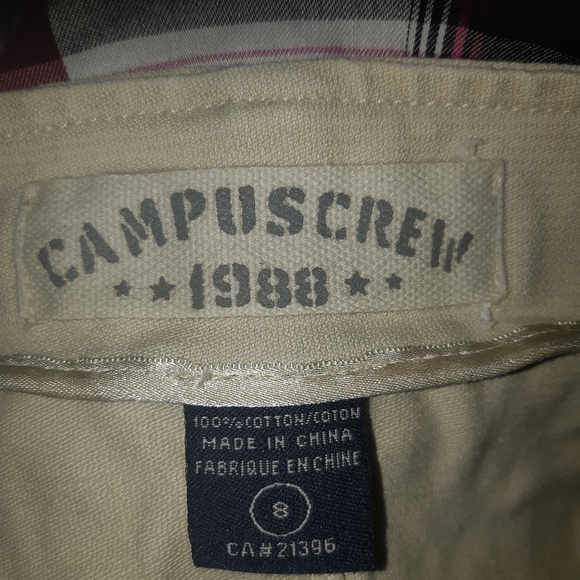 CAMPUSCREW
★★1988★★
100% COTTON/COTON
MADE IN CHINA
FABRIQUE EN CHINE
8
CA#21396